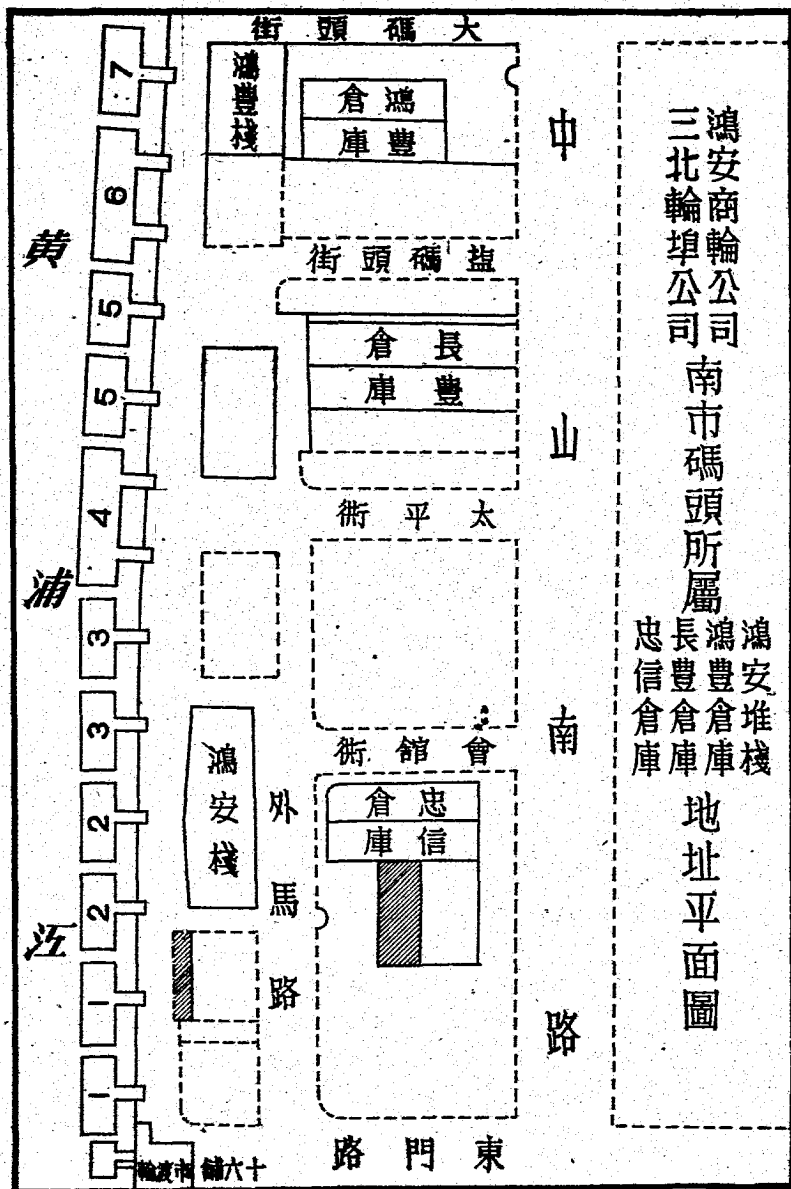 鴻安商輪公司
三北輪埠公司
南市碼頭所屬
鴻安堆棧
鴻豐倉庫
長豐倉庫
忠信倉庫
地址平面圖
中山南路
大碼頭街
鴻豐倉庫
鴻豐棧
盐碼頭街
長豐倉庫
太平街
會館街
忠信倉庫
外馬路
鴻安棧
東門路
十六舖市渡輪
黄浦江
7
6
5
5
4
3
3
2
2
1
1